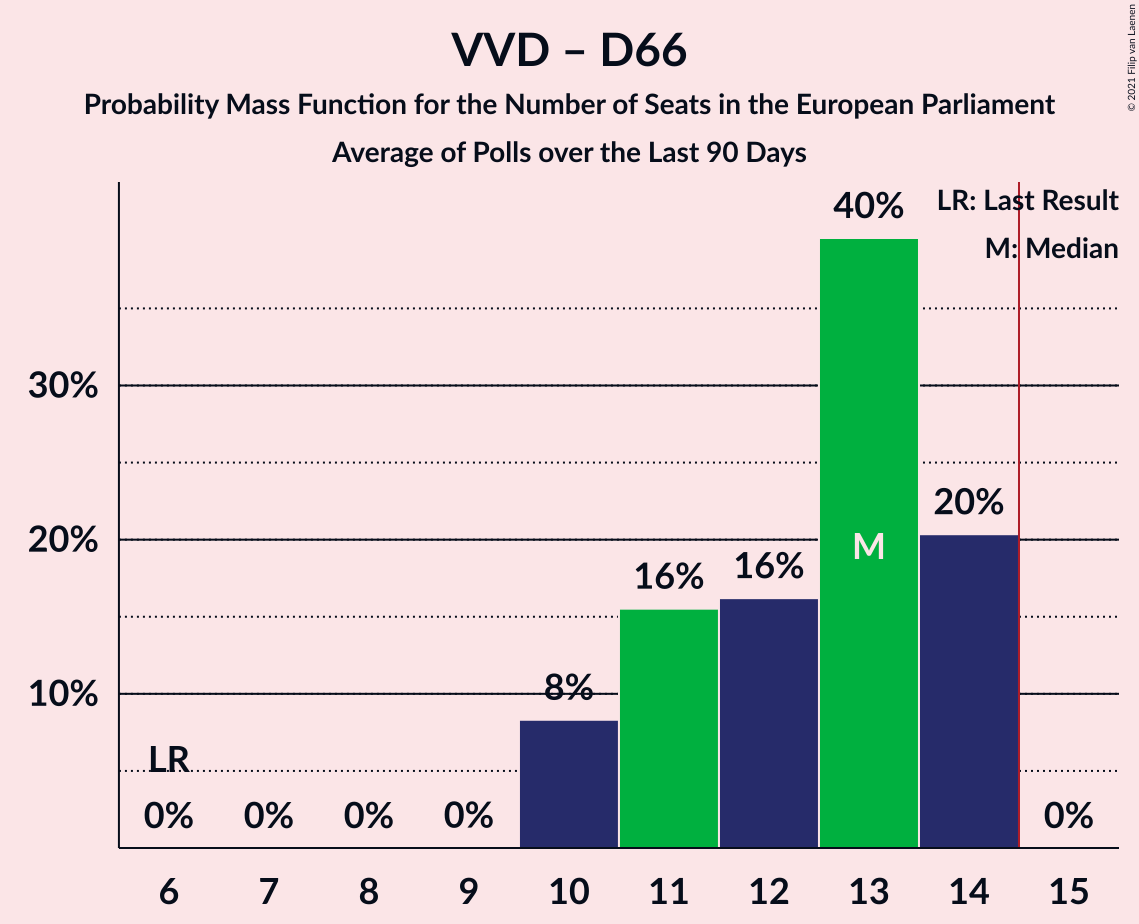 VVD – D66
Probability Mass Function for the Number of Seats in the European Parliament
Average of Polls over the Last 90 Days
© 2021 Filip van Laenen
LR: Last Result
M: Median
40%
30%
20%
20%
M
16%
16%
10%
8%
LR
0%
0%
0%
0%
0%
6
7
8
9
10
11
12
13
14
15